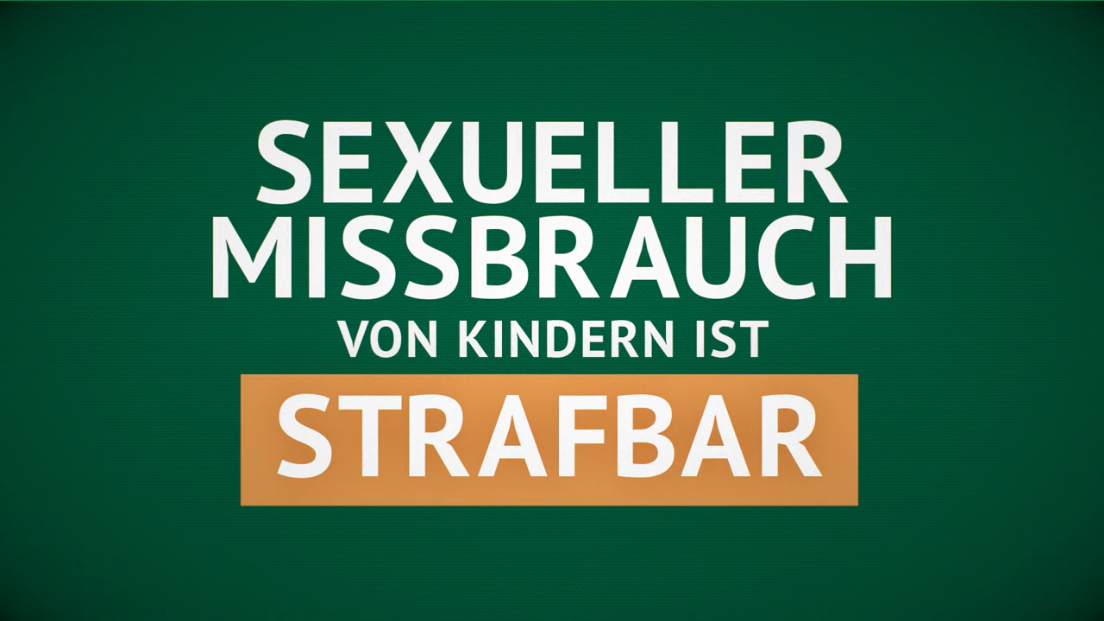 SEXUELLER
MISSBRAUCH
VON KINDERN IST
STRAFBAR